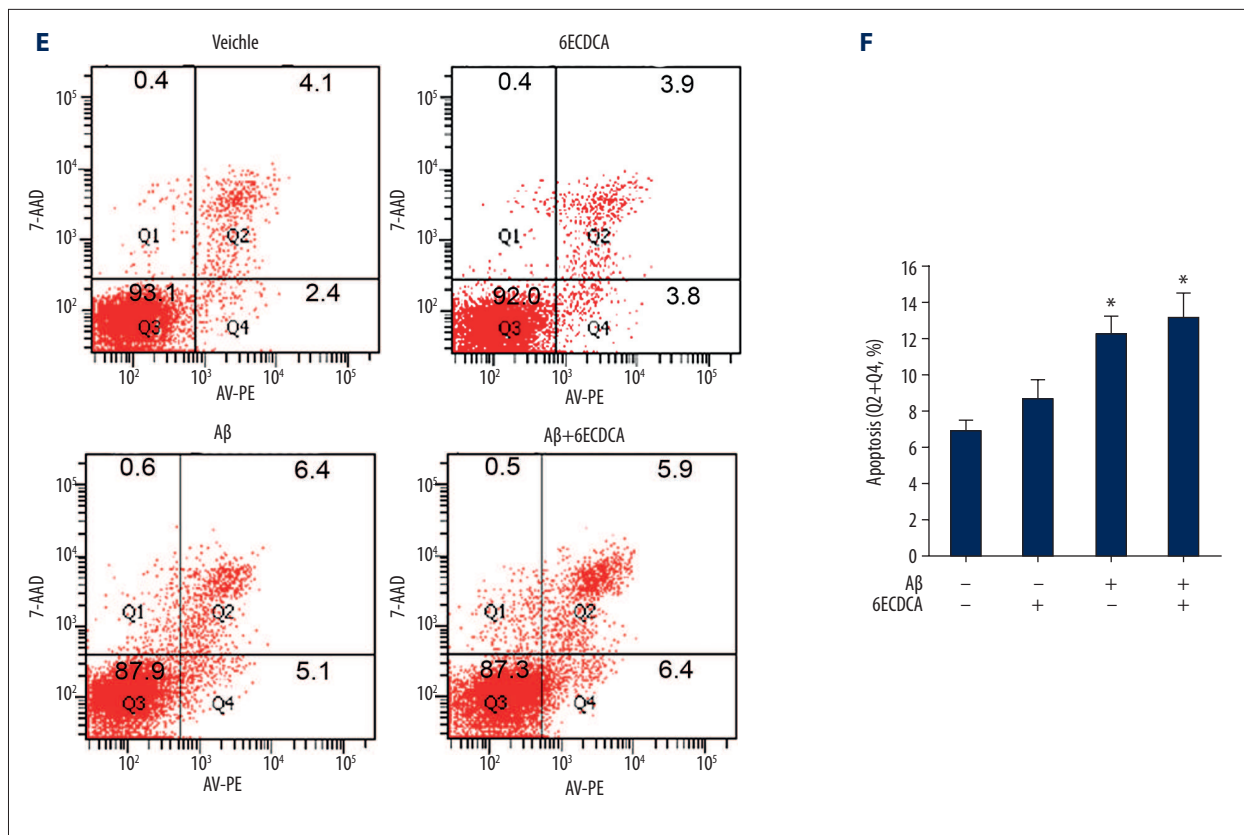 E
Veichle
0.4 4.1
10⁵
10⁴
10³
10²
7-AAD
Q1 Q2
93.1 2.4
Q3 Q4
10² 10³ 10⁴ 10⁵
AV-PE
6ECDCA
0.4 3.9
10⁵
10⁴
10³
10²
7-AAD
Q1 Q2
92.0 3.8
Q3 Q4
10² 10³ 10⁴ 10⁵
AV-PE
Aβ
0.6 6.4
10⁵
10⁴
10³
10²
7-AAD
Q1 Q2
87.9 5.1
Q3 Q4
10² 10³ 10⁴ 10⁵
AV-PE
Aβ+6ECDCA
0.5 5.9
10⁵
10⁴
10³
10²
7-AAD
Q1 Q2
87.3 6.4
Q3 Q4
10² 10³ 10⁴ 10⁵
AV-PE
F
Apoptosis (Q2+Q4, %)
16
14
12
10
8
6
4
2
0
* *
Aβ – – + +
6ECDCA – + – +